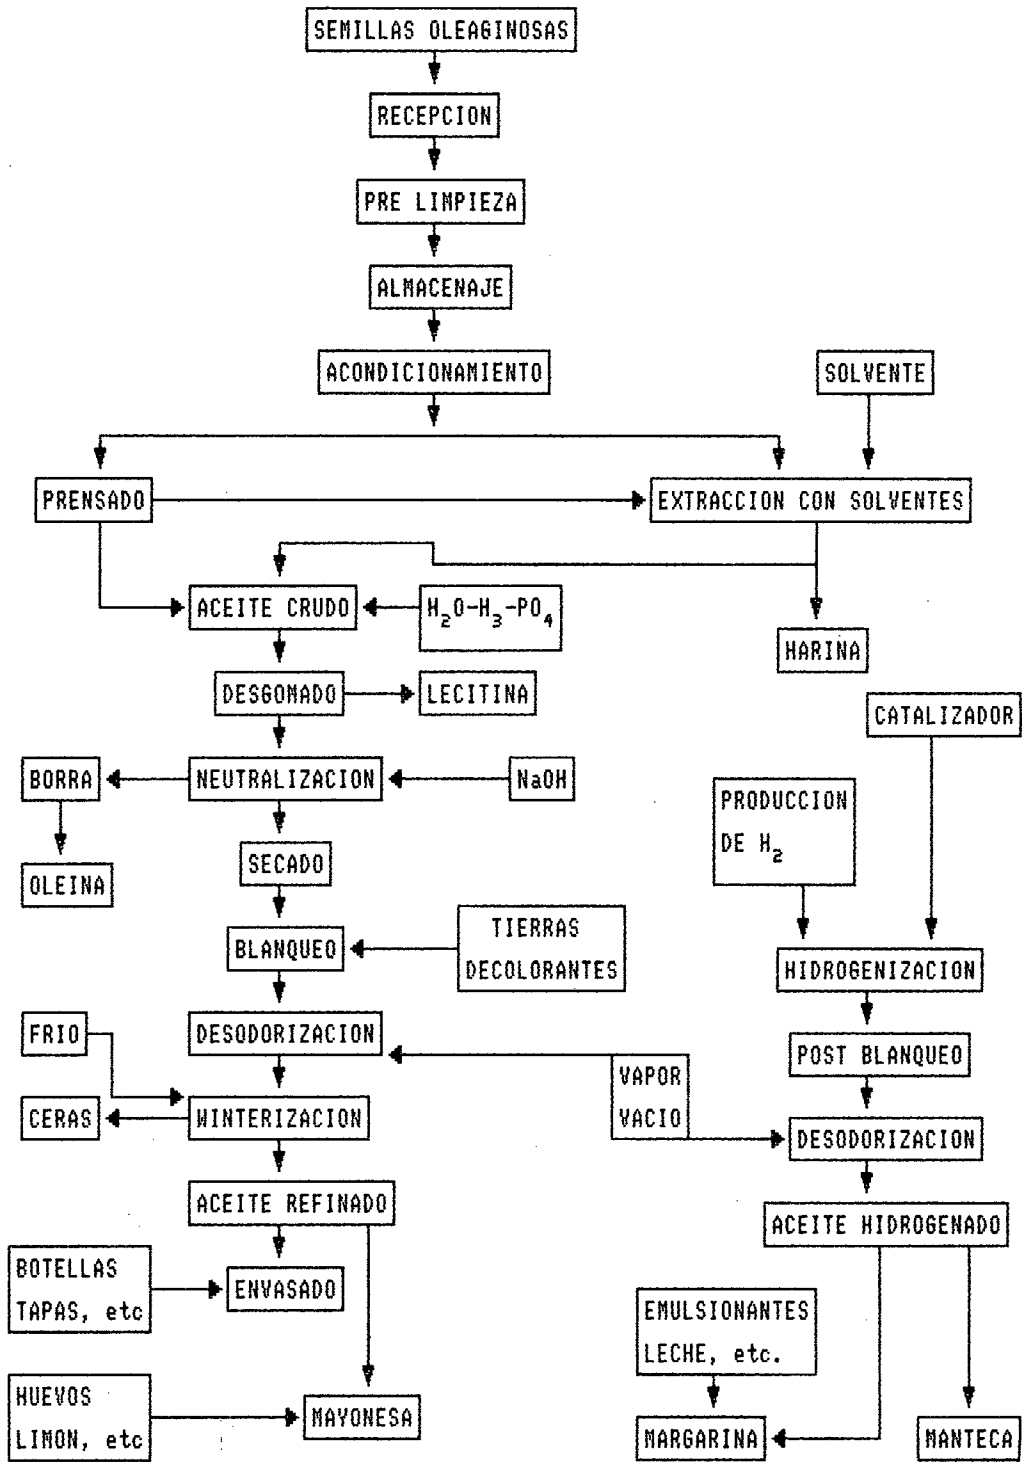 SEMILLAS OLEAGINOSAS
RECEPCION
PRE LIMPIEZA
ALMACENAJE
ACONDICIONAMIENTO
SOLVENTE
PRENSADO
EXTRACCION CON SOLVENTES
ACEITE CRUDO
H₂O-H₃-PO₄
HARINA
DESGOMADO
LECITINA
CATALIZADOR
BORRA
NEUTRALIZACION
NaOH
PRODUCCION
DE H₂
SECADO
OLEINA
BLANQUEO
TIERRAS
DECOLORANTES
HIDROGENIZACION
FRIO
DESODORIZACION
POST BLANQUEO
VAPOR
VACIO
CERAS
WINTERIZACION
DESODORIZACION
ACEITE REFINADO
ACEITE HIDROGENADO
BOTELLAS
TAPAS, etc
ENVASADO
EMULSIONANTES
LECHE, etc.
HUEVOS
LIMON, etc
MAYONESA
MARGARINA
MANTECA